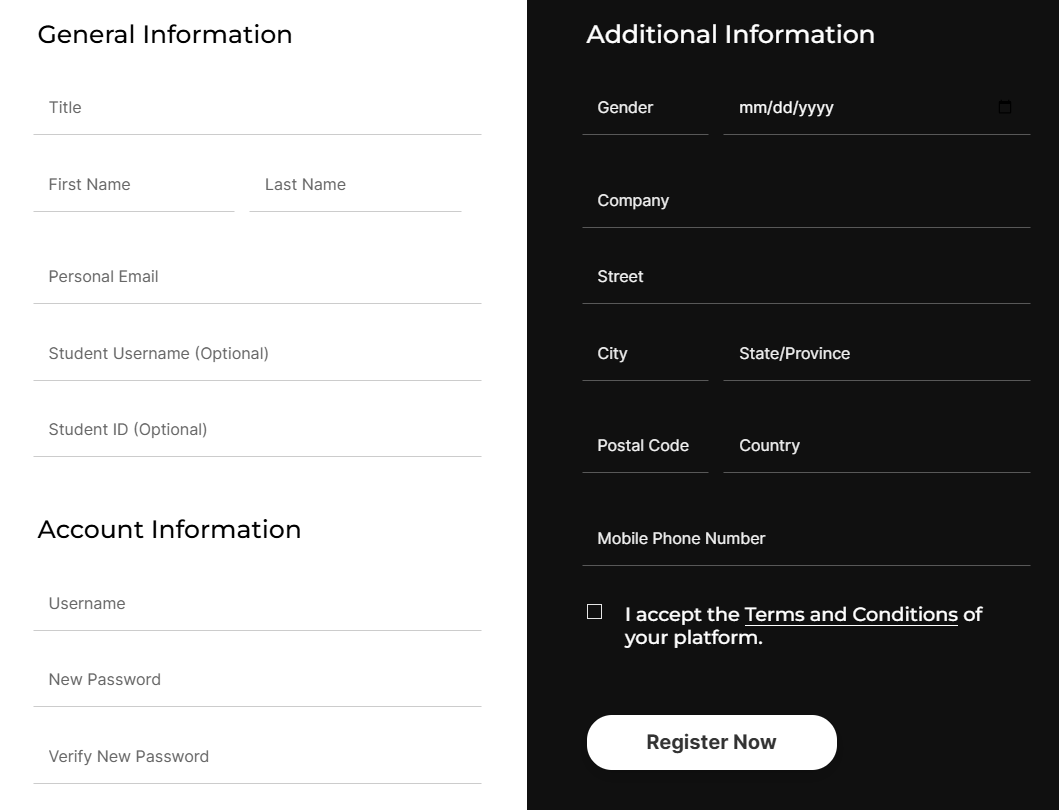 General Information
Title
First Name Last Name
Personal Email
Student Username (Optional)
Student ID (Optional)
Account Information
Username
New Password
Verify New Password
Additional Information
Gender mm/dd/yyyy
Company
Street
City State/Province
Postal Code Country
Mobile Phone Number
I accept the Terms and Conditions of
your platform.
Register Now